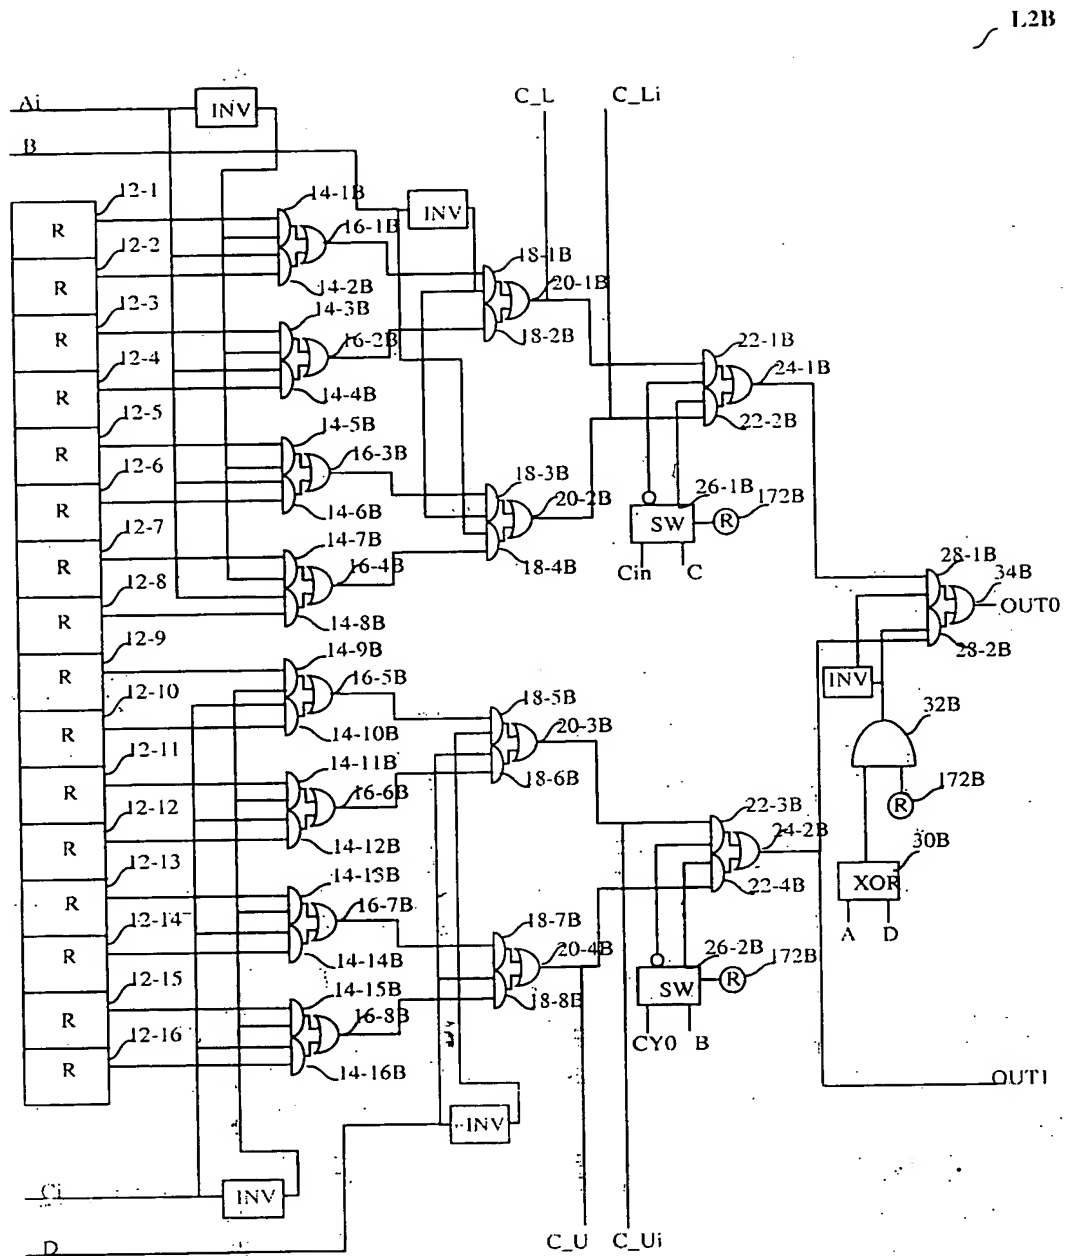 L2B
Ai
INV
C_L
C_Li
B
12-1
14-1B
INV
R
16-1B
12-2
18-1B
R
14-2B
20-1B
12-3
14-3B
R
16-2B
18-2B
12-4
22-1B
R
14-4B
24-1B
12-5
14-5B
22-2B
R
16-3B
12-6
18-3B
26-1B
R
14-6B
20-2B
172B
12-7
SW
R
14-7B
R
16-4B
18-4B
Cin
C
28-1B
12-8
34B
R
14-8B
OUT0
12-9
14-9B
28-2B
R
16-5B
INV
12-10
18-5B
32B
R
14-10B
20-3B
12-11
14-11B
18-6B
R
16-6B
R
172B
12-12
22-3B
R
14-12B
24-2B
30B
12-13
14-13B
22-4B
XOR
R
16-7B
A
D
12-14
18-7B
26-2B
R
14-14B
20-4B
172B
12-15
SW
R
14-15B
18-8B
R
16-8B
12-16
CY0
B
R
14-16B
OUT1
INV
Ci
INV
D
C_U
C_Ui